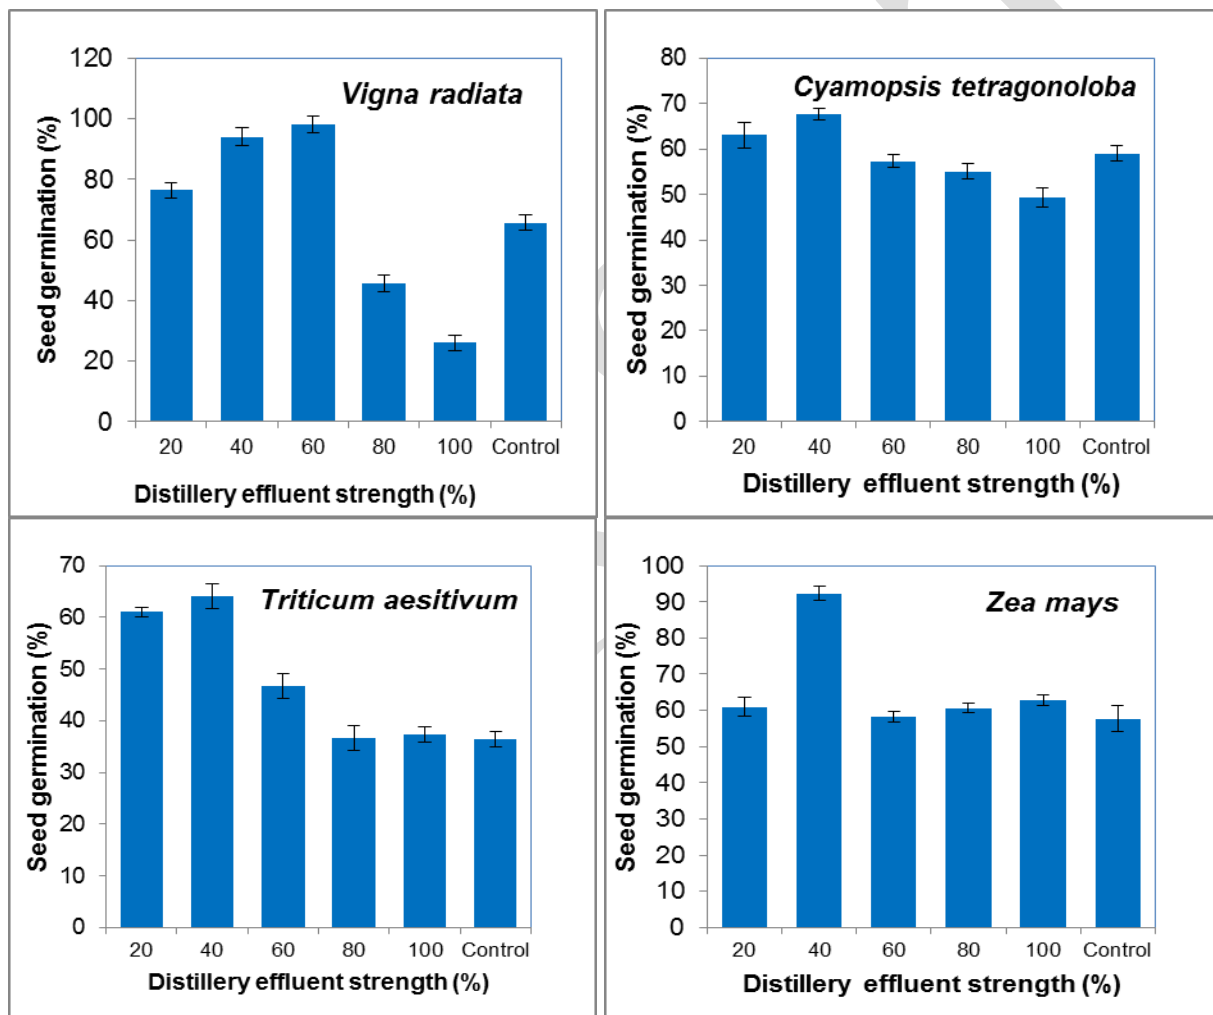 Vigna radiata
Seed germination (%)
120
100
80
60
40
20
0
20 40 60 80 100 Control
Distillery effluent strength (%)
Cyamopsis tetragonoloba
Seed germination (%)
80
70
60
50
40
30
20
10
0
20 40 60 80 100 Control
Distillery effluent strength (%)
Triticum aesitivum
Seed germination (%)
70
60
50
40
30
20
10
0
20 40 60 80 100 Control
Distillery effluent strength (%)
Zea mays
Seed germination (%)
100
90
80
70
60
50
40
30
20
10
0
20 40 60 80 100 Control
Distillery effluent strength (%)